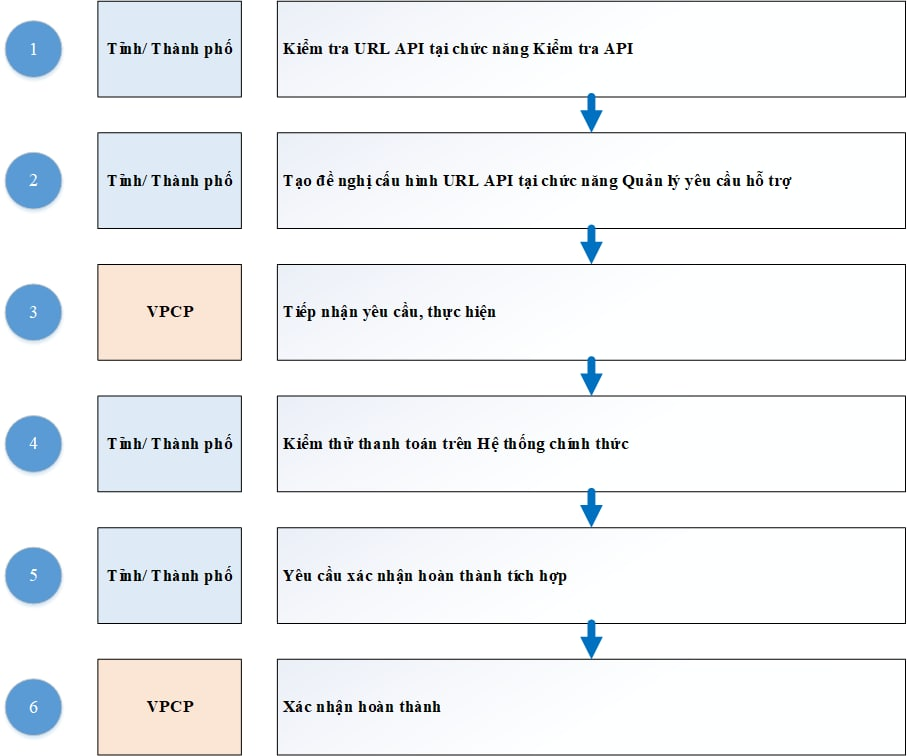 1
Tỉnh/ Thành phố
Kiểm tra URL API tại chức năng Kiểm tra API
2
Tỉnh/ Thành phố
Tạo đề nghị cấu hình URL API tại chức năng Quản lý yêu cầu hỗ trợ
3
VPCP
Tiếp nhận yêu cầu, thực hiện
4
Tỉnh/ Thành phố
Kiểm thử thanh toán trên Hệ thống chính thức
5
Tỉnh/ Thành phố
Yêu cầu xác nhận hoàn thành tích hợp
6
VPCP
Xác nhận hoàn thành